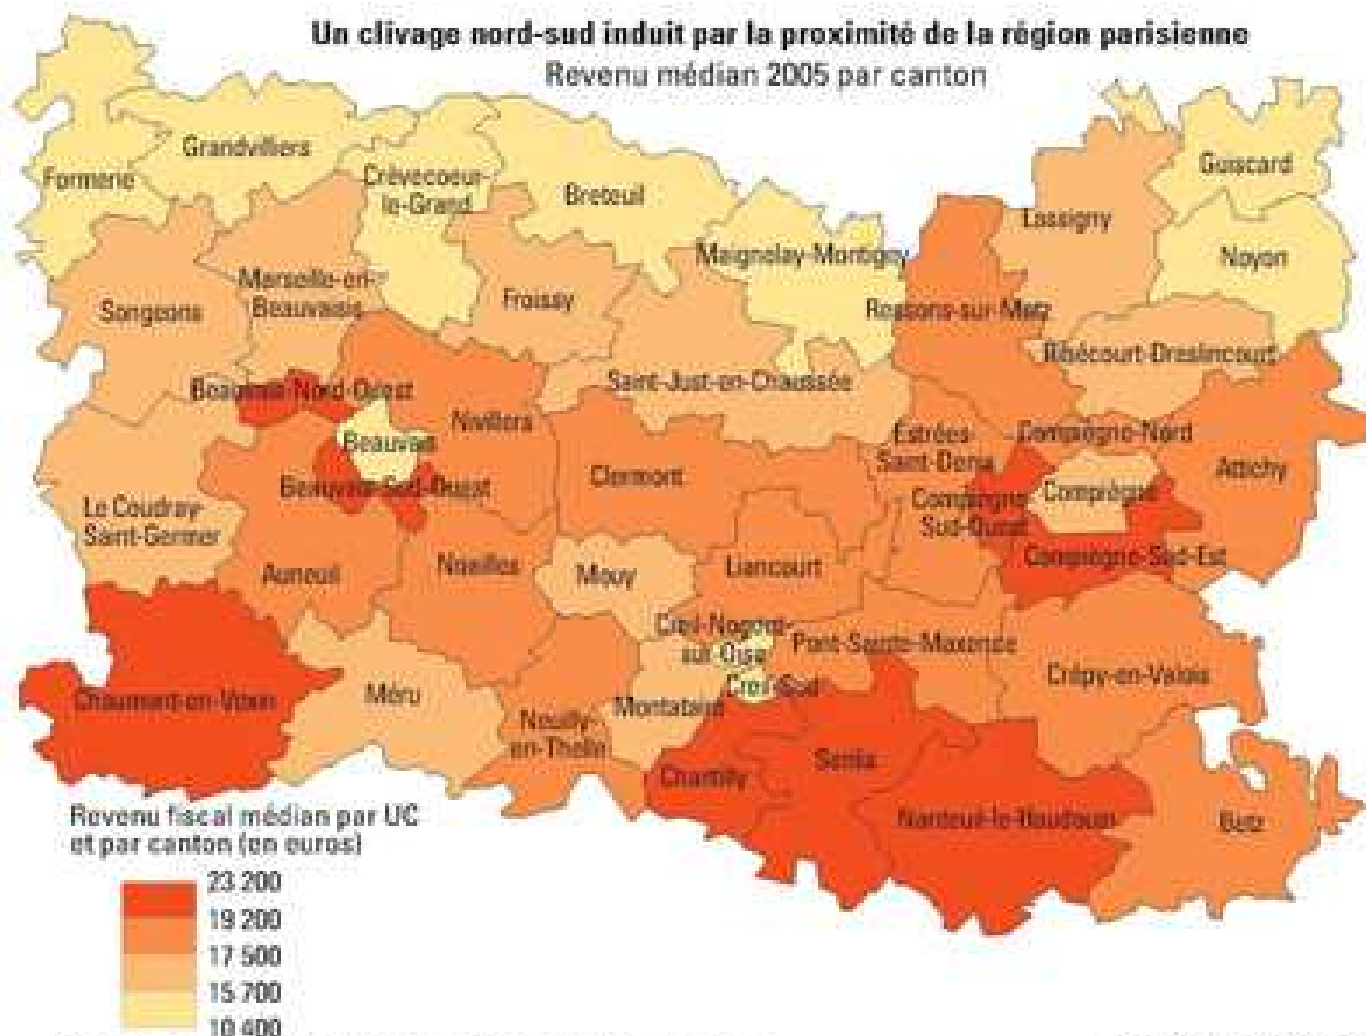 Un clivage nord-sud induit par la proximité de la région parisienne
Revenu médian 2005 par canton
Grandvilliers
Formerie
Crèvecoeur-
le-Grand
Breteuil
Guiscard
Lassigny
Maignelay-Montigny
Noyon
Marseille-en-
Beauvaisis
Songeons
Froissy
Ressons-sur-Matz
Ribécourt-Dreslincourt
Saint-Just-en-Chaussée
Beauvais-Nord-Ouest
Nivillers
Beauvais
Estrées-
Saint-Denis
Compiègne-Nord
Clermont
Attichy
Beauvais-Sud-Ouest
Compiègne
Compiègne-
Sud-Ouest
Le Coudray-
Saint-Germer
Compiègne-Sud-Est
Auneuil
Noailles
Mouy
Liancourt
Creil-Nogent-
sur-Oise
Pont-Sainte-Maxence
Crépy-en-Valois
Creil-Sud
Chaumont-en-Vexin
Méru
Montataire
Neuilly-
en-Thelle
Senlis
Chantilly
Nanteuil-le-Haudouin
Betz
Revenu fiscal médian par UC
et par canton (en euros)
23 200
19 200
17 500
15 700
10 400